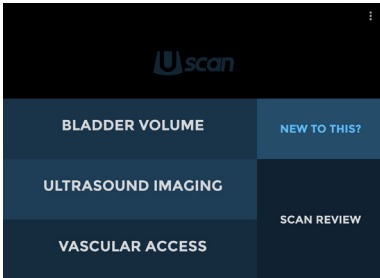 Uscan
BLADDER VOLUME
NEW TO THIS?
ULTRASOUND IMAGING
SCAN REVIEW
VASCULAR ACCESS